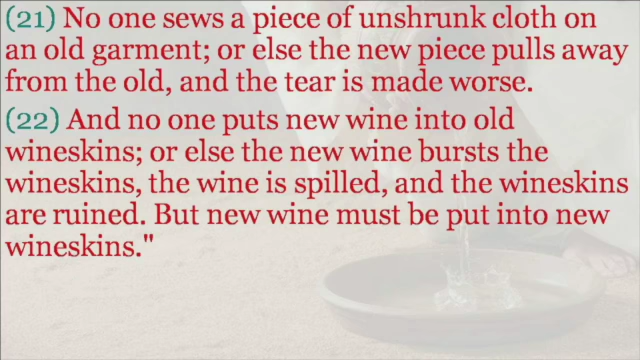 (21) No one sews a piece of unshrunk cloth on
an old garment; or else the new piece pulls away
from the old, and the tear is made worse.
(22) And no one puts new wine into old
wineskins; or else the new wine bursts the
wineskins, the wine is spilled, and the wineskins
are ruined. But new wine must be put into new
wineskins."